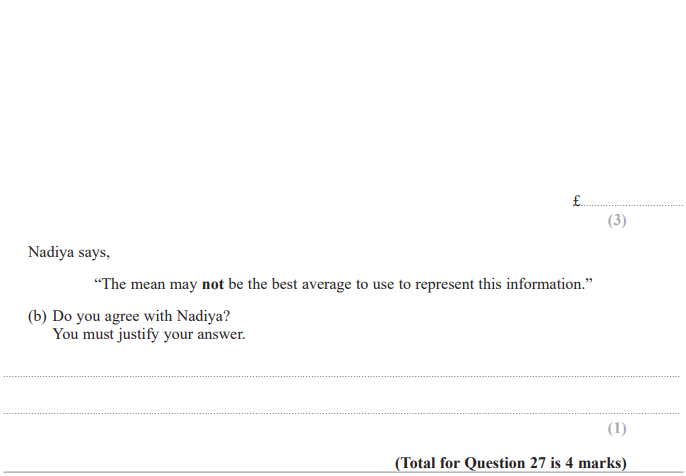 £
(3)
Nadiya says,
“The mean may not be the best average to use to represent this information.”
(b) Do you agree with Nadiya?
You must justify your answer.
(1)
(Total for Question 27 is 4 marks)